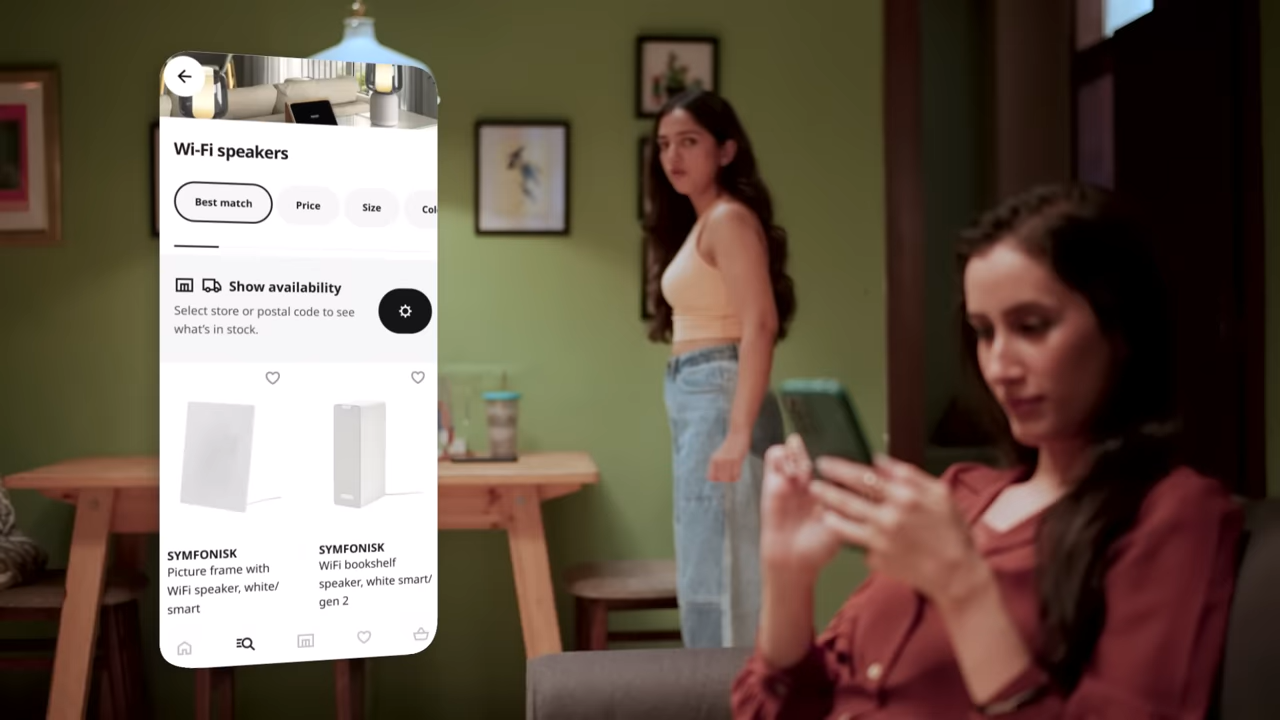 Wi-Fi speakers
Best match
Price
Size
Show availability
Select store or postal code to see
what's in stock.
SYMFONISK
Picture frame with
WiFi speaker, white/
smart
SYMFONISK
WiFi bookshelf
speaker, white smart/
gen 2